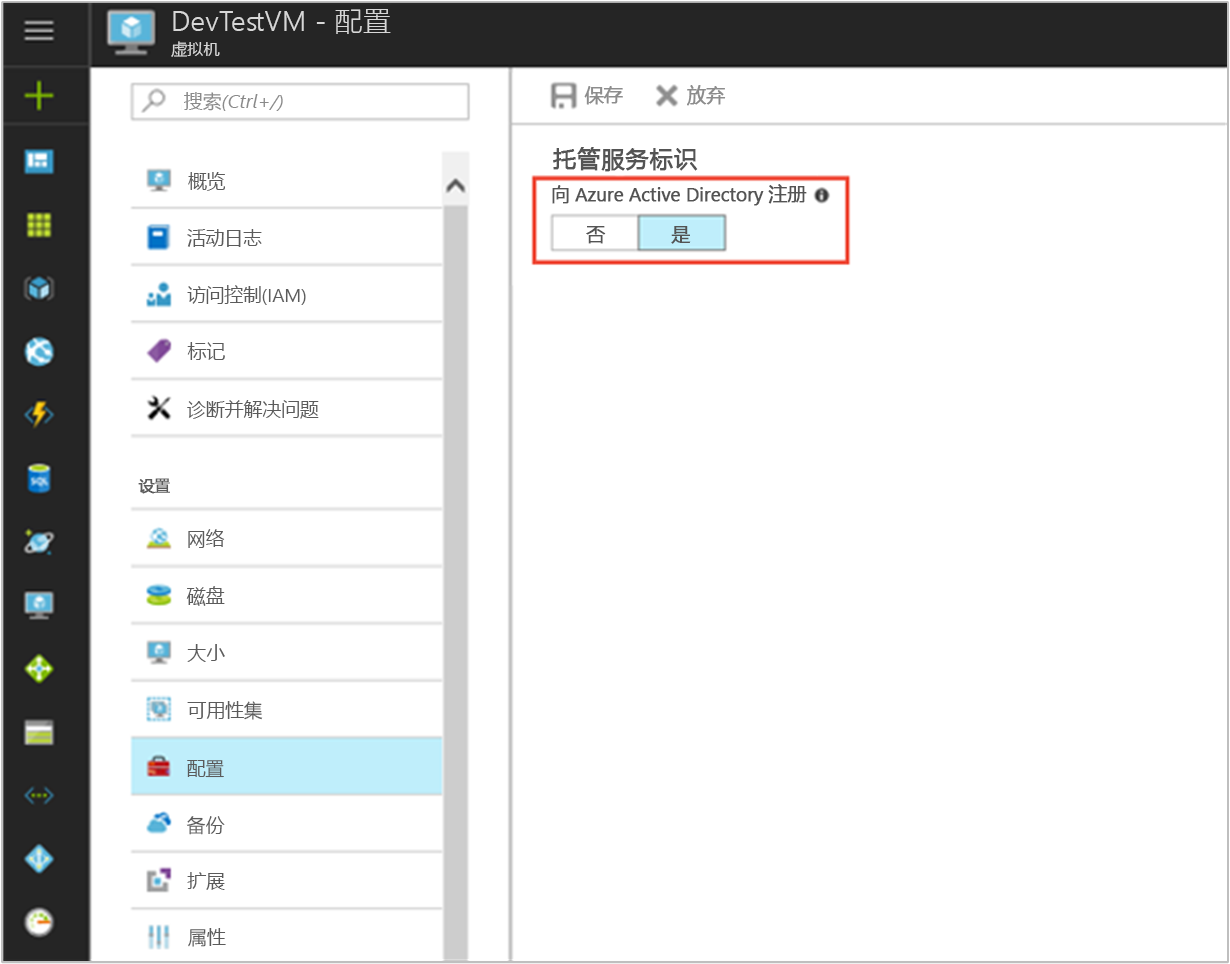 DevTestVM - 配置
虚拟机
搜索(Ctrl+/)
概览
活动日志
访问控制(IAM)
标记
诊断并解决问题
设置
网络
磁盘
大小
可用性集
配置
备份
扩展
属性
保存 放弃
托管服务标识
向 Azure Active Directory 注册
否 是
SQL